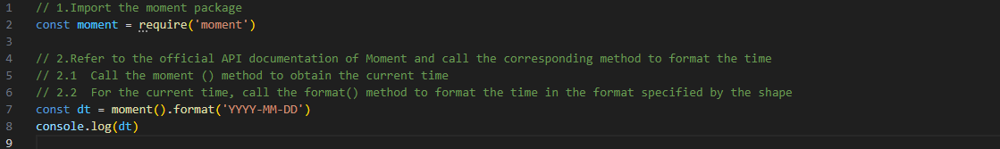 1 // 1.Import the moment package
2 const moment = require('moment')
3
4 // 2.Refer to the official API documentation of Moment and call the corresponding method to format the time
5 // 2.1  Call the moment () method to obtain the current time
6 // 2.2  For the current time, call the format() method to format the time in the format specified by the shape
7 const dt = moment().format('YYYY-MM-DD')
8 console.log(dt)
9